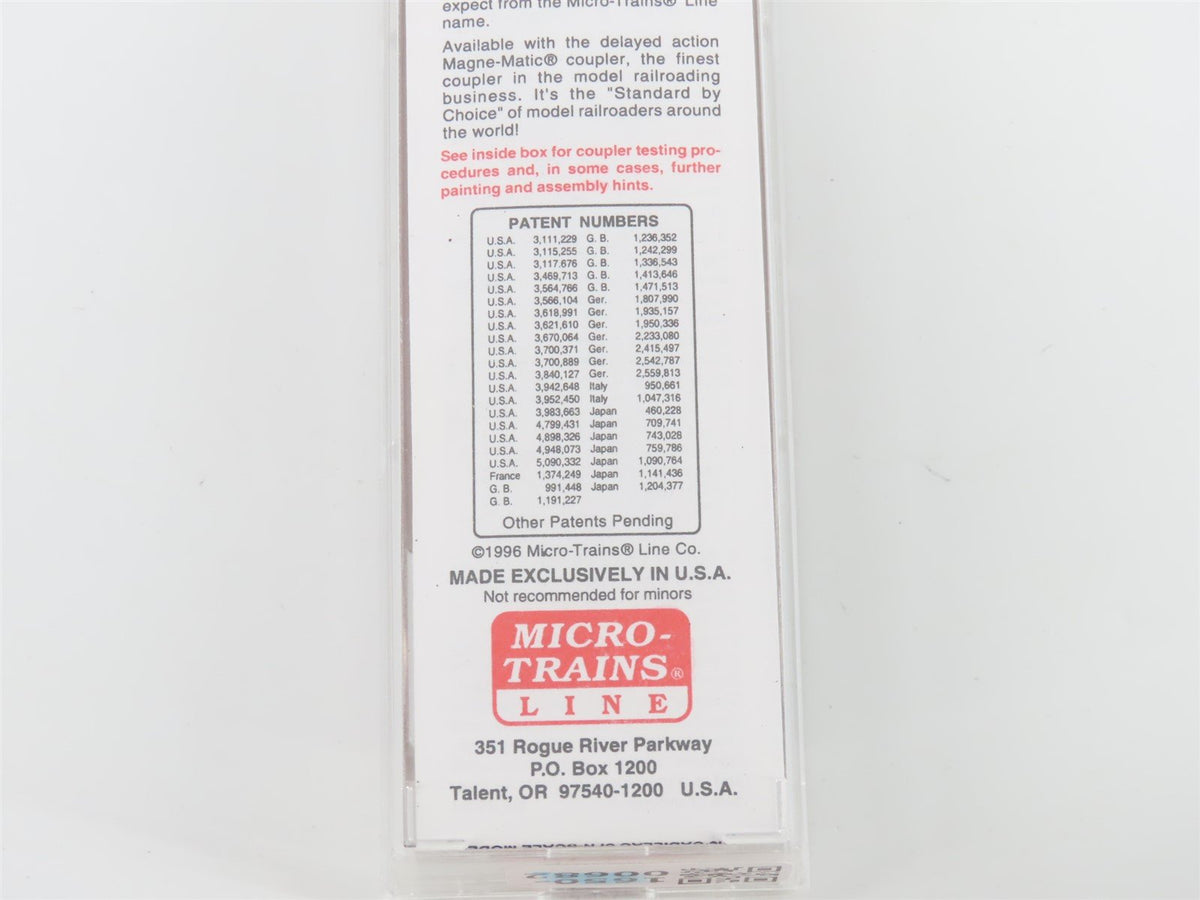 expect from the Micro-Trains® Line
name.
Available with the delayed action
Magne-Matic® coupler, the finest
coupler in the model railroading
business. It's the "Standard by
Choice" of model railroaders around
the world!
See inside box for coupler testing pro-
cedures and, in some cases, further
painting and assembly hints.
PATENT NUMBERS
U.S.A. 3,111,229 G. B. 1,236,352
U.S.A. 3,115,255 G. B. 1,242,299
U.S.A. 3,117,676 G. B. 1,336,543
U.S.A. 3,469,713 G. B. 1,413,646
U.S.A. 3,564,766 G. B. 1,471,513
U.S.A. 3,566,104 Ger. 1,807,990
U.S.A. 3,618,991 Ger. 1,935,157
U.S.A. 3,621,610 Ger. 1,950,336
U.S.A. 3,670,064 Ger. 2,233,080
U.S.A. 3,700,371 Ger. 2,415,497
U.S.A. 3,700,889 Ger. 2,542,787
U.S.A. 3,840,127 Ger. 2,559,813
U.S.A. 3,942,648 Italy 950,661
U.S.A. 3,952,450 Italy 1,047,316
U.S.A. 3,983,663 Japan 460,228
U.S.A. 4,799,431 Japan 709,741
U.S.A. 4,898,326 Japan 743,028
U.S.A. 4,948,073 Japan 759,786
U.S.A. 5,090,332 Japan 1,090,764
France 1,374,249 Japan 1,141,436
G. B. 991,448 Japan 1,204,377
G. B. 1,191,227
Other Patents Pending
©1996 Micro-Trains® Line Co.
MADE EXCLUSIVELY IN U.S.A.
Not recommended for minors
MICRO-
TRAINS®
LINE
351 Rogue River Parkway
P.O. Box 1200
Talent, OR 97540-1200 U.S.A.